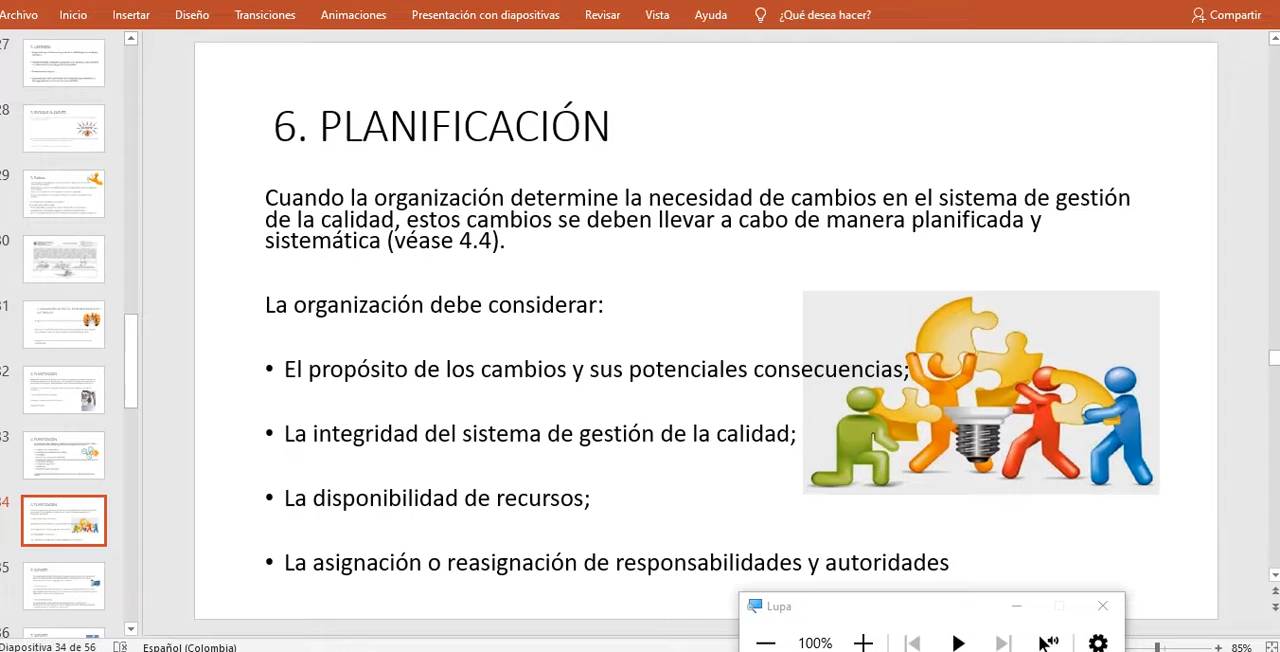 Archivo Inicio Insertar Diseño Transiciones Animaciones Presentación con diapositivas Revisar Vista Ayuda ¿Qué desea hacer? Compartir
6. PLANIFICACIÓN
Cuando la organización determine la necesidad de cambios en el sistema de gestión
de la calidad, estos cambios se deben llevar a cabo de manera planificada y
sistemática (véase 4.4).
La organización debe considerar:
• El propósito de los cambios y sus potenciales consecuencias;
• La integridad del sistema de gestión de la calidad;
• La disponibilidad de recursos;
• La asignación o reasignación de responsabilidades y autoridades
Lupa
100%
Diapositiva 34 de 56 Español (Colombia) 85%